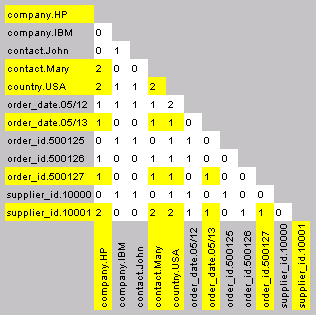 company.HP
company.IBM 0
contact.John 0 1
contact.Mary 2 0 0
country.USA 2 1 1 2
order_date.05/12 1 1 1 1 2
order_date.05/13 1 0 0 1 1 0
order_id.500125 0 1 1 0 1 1 0
order_id.500126 1 0 0 1 1 1 0 0
order_id.500127 1 0 0 1 1 0 1 0 0
supplier_id.10000 0 1 1 0 1 1 0 1 0 0
supplier_id.10001 2 0 0 2 2 1 1 0 1 1 0
company.HP
company.IBM
contact.John
contact.Mary
country.USA
order_date.05/12
order_date.05/13
order_id.500125
order_id.500126
order_id.500127
supplier_id.10000
supplier_id.10001